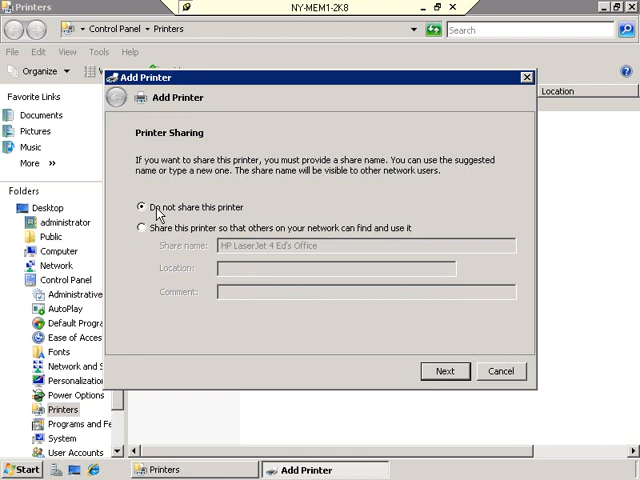 Printers
NY-MEM1-2K8
Control Panel
Printers
Search
File
Edit
View
Tools
Help
Organize
Location
Favorite Links
Documents
Pictures
Music
More
Folders
Desktop
administrator
Public
Computer
Network
Control Panel
Administrative
AutoPlay
Default Progra
Ease of Acces
Fonts
Network and S
Personalization
Power Options
Printers
Programs and Fe
System
User Accounts
Add Printer
Add Printer
Printer Sharing
If you want to share this printer, you must provide a share name. You can use the suggested
name or type a new one. The share name will be visible to other network users.
Do not share this printer
Share this printer so that others on your network can find and use it
Share name: HP LaserJet 4 Ed's Office
Location:
Comment:
Next
Cancel
Start
Printers
Add Printer